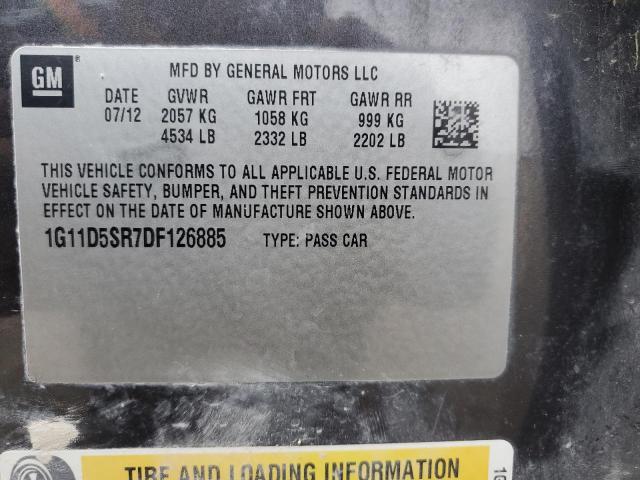 GM ®
MFD BY GENERAL MOTORS LLC
DATE GVWR GAWR FRT GAWR RR
07/12 2057 KG 1058 KG 999 KG
4534 LB 2332 LB 2202 LB
THIS VEHICLE CONFORMS TO ALL APPLICABLE U.S. FEDERAL MOTOR
VEHICLE SAFETY, BUMPER, AND THEFT PREVENTION STANDARDS IN
EFFECT ON THE DATE OF MANUFACTURE SHOWN ABOVE.
1G11D5SR7DF126885 TYPE: PASS CAR
TIRE AND LOADING INFORMATION